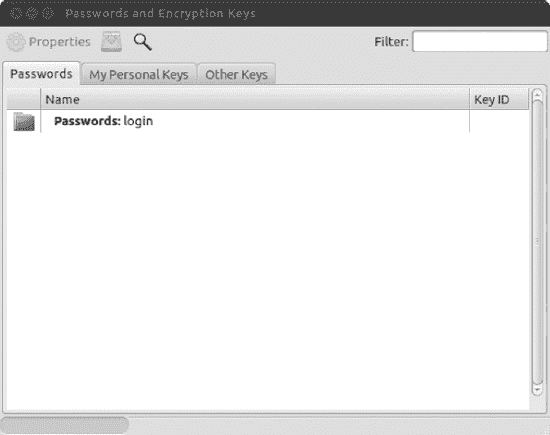 Passwords and Encryption Keys
Properties Filter:
Passwords My Personal Keys Other Keys
Name Key ID
Passwords: login